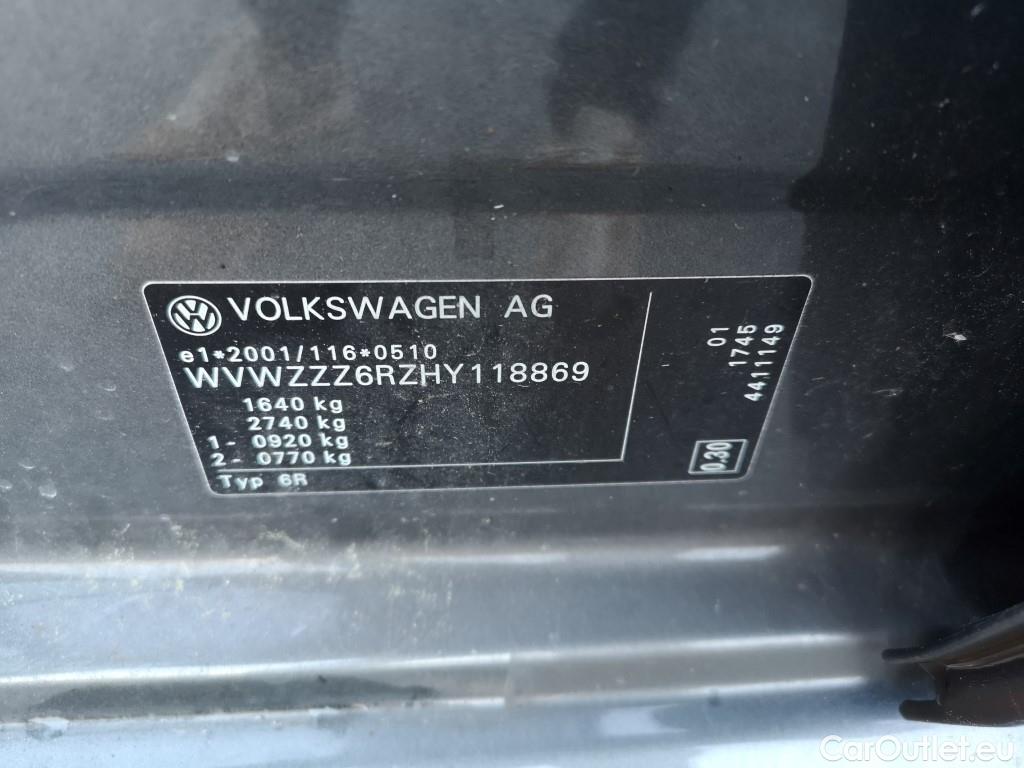 VOLKSWAGEN AG
e1*2001/116*0510
WVWZZZ6RZHY118869
1640 kg
2740 kg
1- 0920 kg
2- 0770 kg
Typ 6R
01
1745
4411149
0.30
CarOutlet.eu